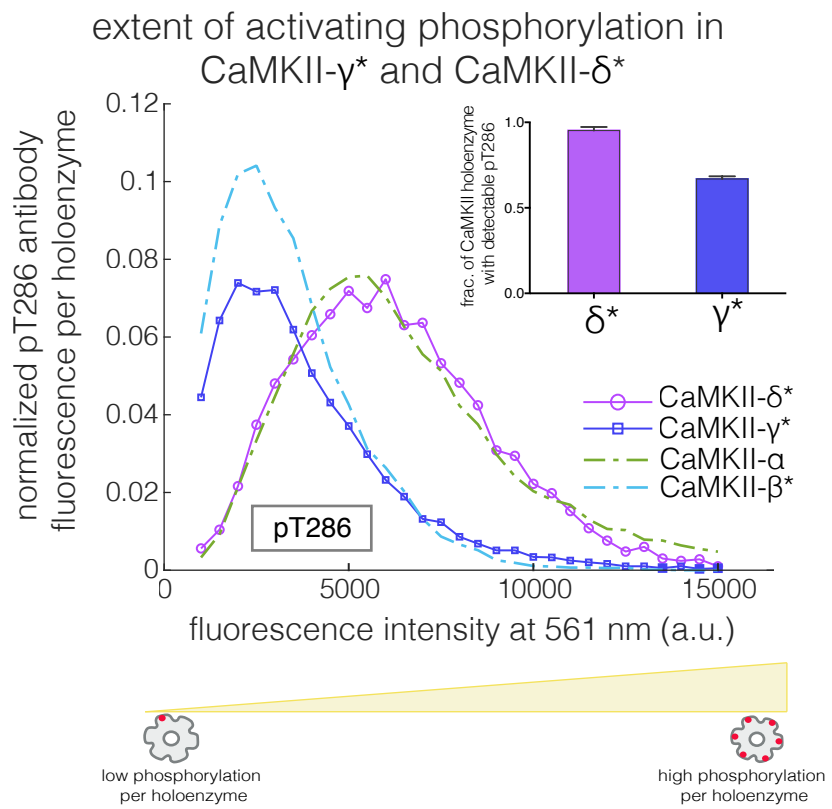 extent of activating phosphorylation in
CaMKII-γ* and CaMKII-δ*
normalized pT286 antibody
fluorescence per holoenzyme
0.12
0.1
0.08
0.06
0.04
0.02
0
frac. of CaMKII holoenzyme
with detectable pT286
1.0
0.5
0.0
δ*
γ*
CaMKII-δ*
CaMKII-γ*
CaMKII-α
CaMKII-β*
pT286
0
5000
10000
15000
fluorescence intensity at 561 nm (a.u.)
low phosphorylation
per holoenzyme
high phosphorylation
per holoenzyme